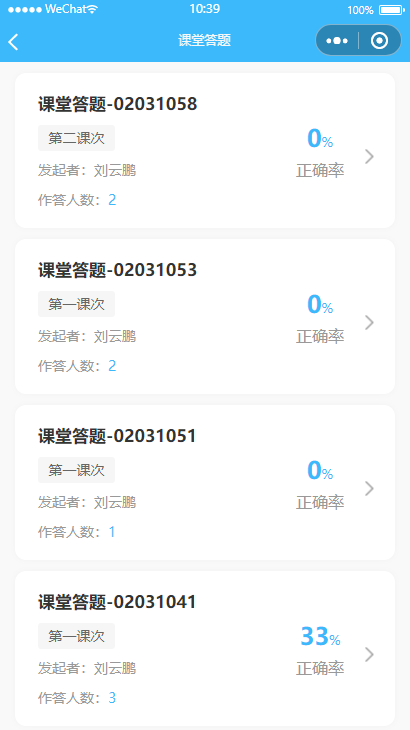 WeChat 10:39 100%
课堂答题
课堂答题-02031058
第二课次
0%
发起者：刘云鹏
正确率
作答人数：2
课堂答题-02031053
第一课次
0%
发起者：刘云鹏
正确率
作答人数：2
课堂答题-02031051
第一课次
0%
发起者：刘云鹏
正确率
作答人数：1
课堂答题-02031041
第一课次
33%
发起者：刘云鹏
正确率
作答人数：3